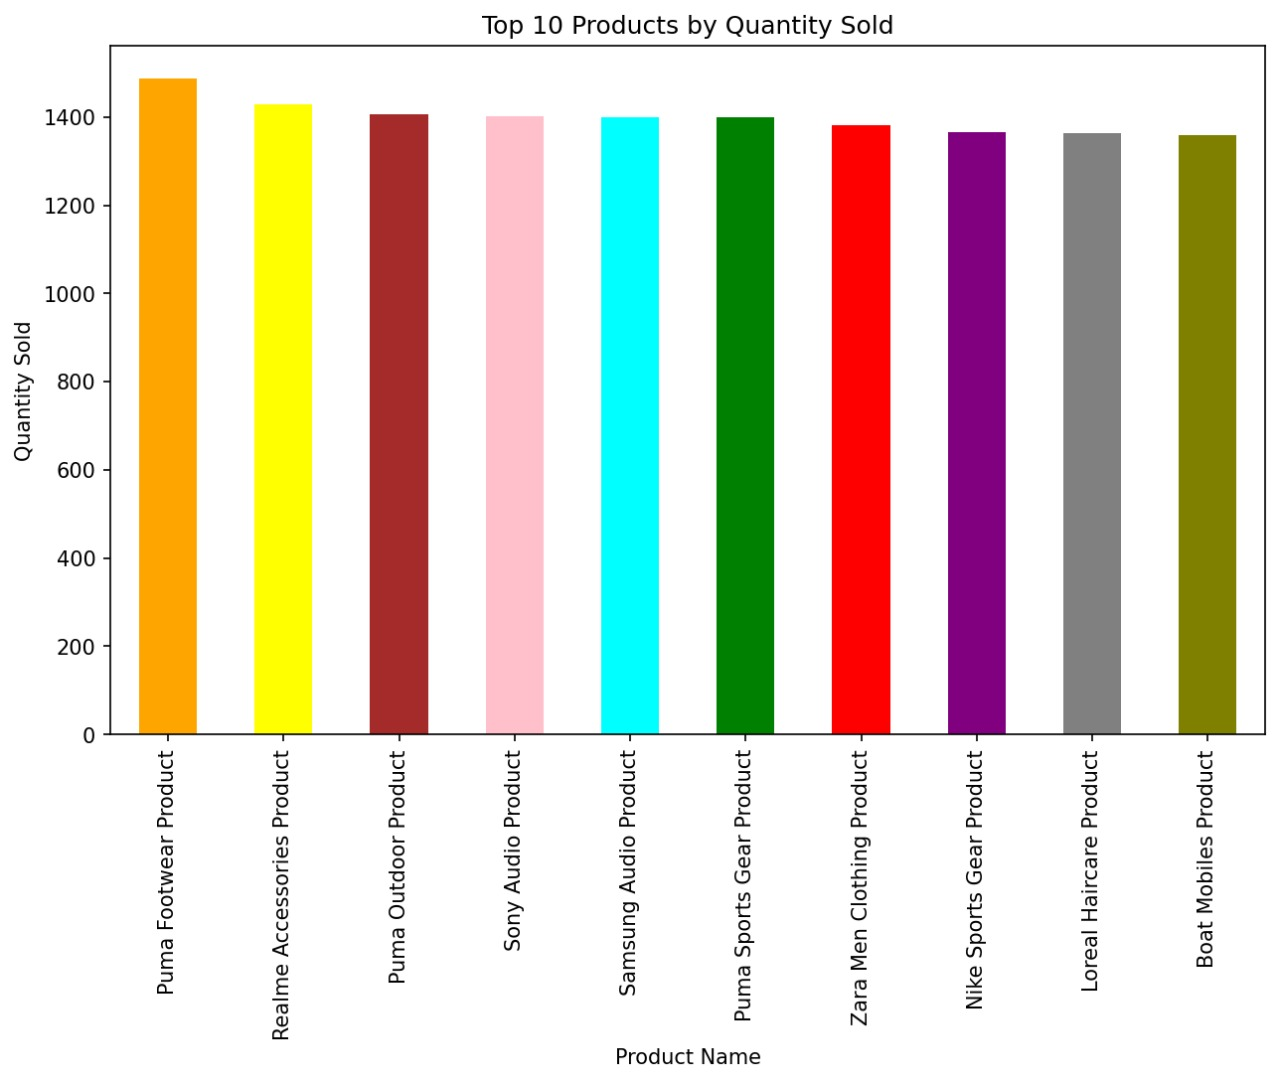 Top 10 Products by Quantity Sold
Quantity Sold
1400
1200
1000
800
600
400
200
0
Puma Footwear Product
Realme Accessories Product
Puma Outdoor Product
Sony Audio Product
Samsung Audio Product
Puma Sports Gear Product
Zara Men Clothing Product
Nike Sports Gear Product
Loreal Haircare Product
Boat Mobiles Product
Product Name